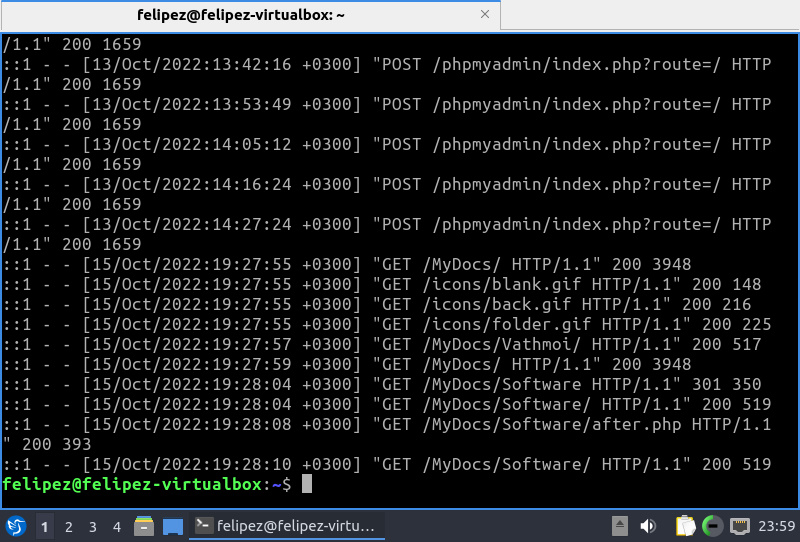 felipez@felipez-virtualbox: ~
/1.1" 200 1659
::1 - - [13/Oct/2022:13:42:16 +0300] "POST /phpmyadmin/index.php?route=/ HTTP
/1.1" 200 1659
::1 - - [13/Oct/2022:13:53:49 +0300] "POST /phpmyadmin/index.php?route=/ HTTP
/1.1" 200 1659
::1 - - [13/Oct/2022:14:05:12 +0300] "POST /phpmyadmin/index.php?route=/ HTTP
/1.1" 200 1659
::1 - - [13/Oct/2022:14:16:24 +0300] "POST /phpmyadmin/index.php?route=/ HTTP
/1.1" 200 1659
::1 - - [13/Oct/2022:14:27:24 +0300] "POST /phpmyadmin/index.php?route=/ HTTP
/1.1" 200 1659
::1 - - [15/Oct/2022:19:27:55 +0300] "GET /MyDocs/ HTTP/1.1" 200 3948
::1 - - [15/Oct/2022:19:27:55 +0300] "GET /icons/blank.gif HTTP/1.1" 200 148
::1 - - [15/Oct/2022:19:27:55 +0300] "GET /icons/back.gif HTTP/1.1" 200 216
::1 - - [15/Oct/2022:19:27:55 +0300] "GET /icons/folder.gif HTTP/1.1" 200 225
::1 - - [15/Oct/2022:19:27:57 +0300] "GET /MyDocs/Vathmoi/ HTTP/1.1" 200 517
::1 - - [15/Oct/2022:19:27:59 +0300] "GET /MyDocs/ HTTP/1.1" 200 3948
::1 - - [15/Oct/2022:19:28:04 +0300] "GET /MyDocs/Software HTTP/1.1" 301 350
::1 - - [15/Oct/2022:19:28:04 +0300] "GET /MyDocs/Software/ HTTP/1.1" 200 519
::1 - - [15/Oct/2022:19:28:08 +0300] "GET /MyDocs/Software/after.php HTTP/1.1
" 200 393
::1 - - [15/Oct/2022:19:28:10 +0300] "GET /MyDocs/Software/ HTTP/1.1" 200 519
felipez@felipez-virtualbox:~$
1 2 3 4 felipez@felipez-virtu... 23:59